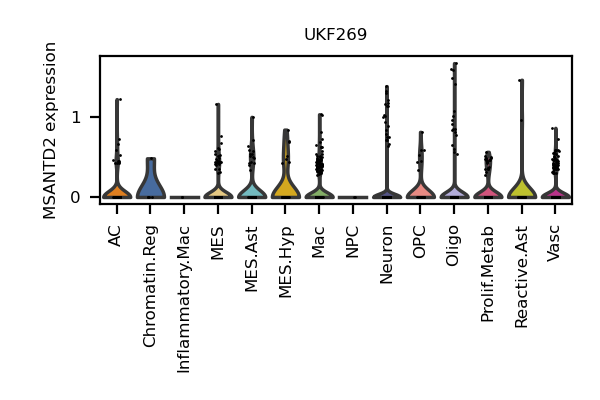 UKF269
MSANTD2 expression
1
0
AC
Chromatin.Reg
Inflammatory.Mac
MES
MES.Ast
MES.Hyp
Mac
NPC
Neuron
OPC
Oligo
Prolif.Metab
Reactive.Ast
Vasc